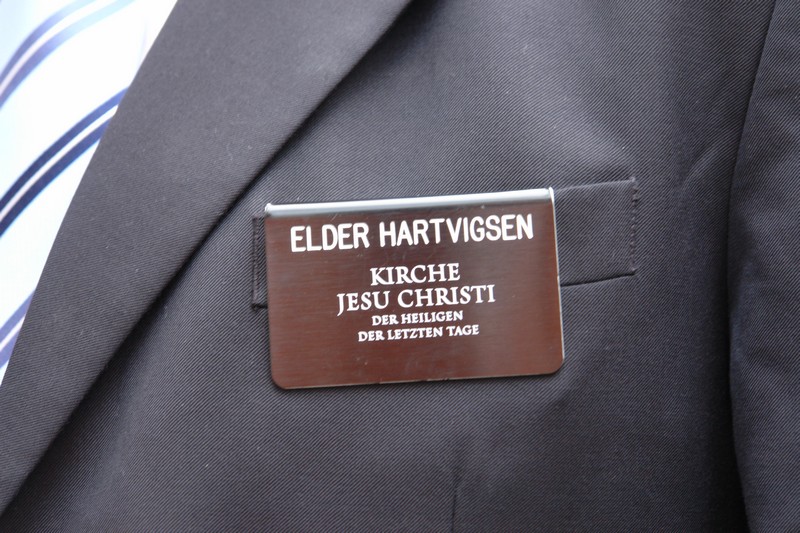 ELDER HARTVIGSEN
KIRCHE
JESU CHRISTI
DER HEILIGEN
DER LETZTEN TAGE